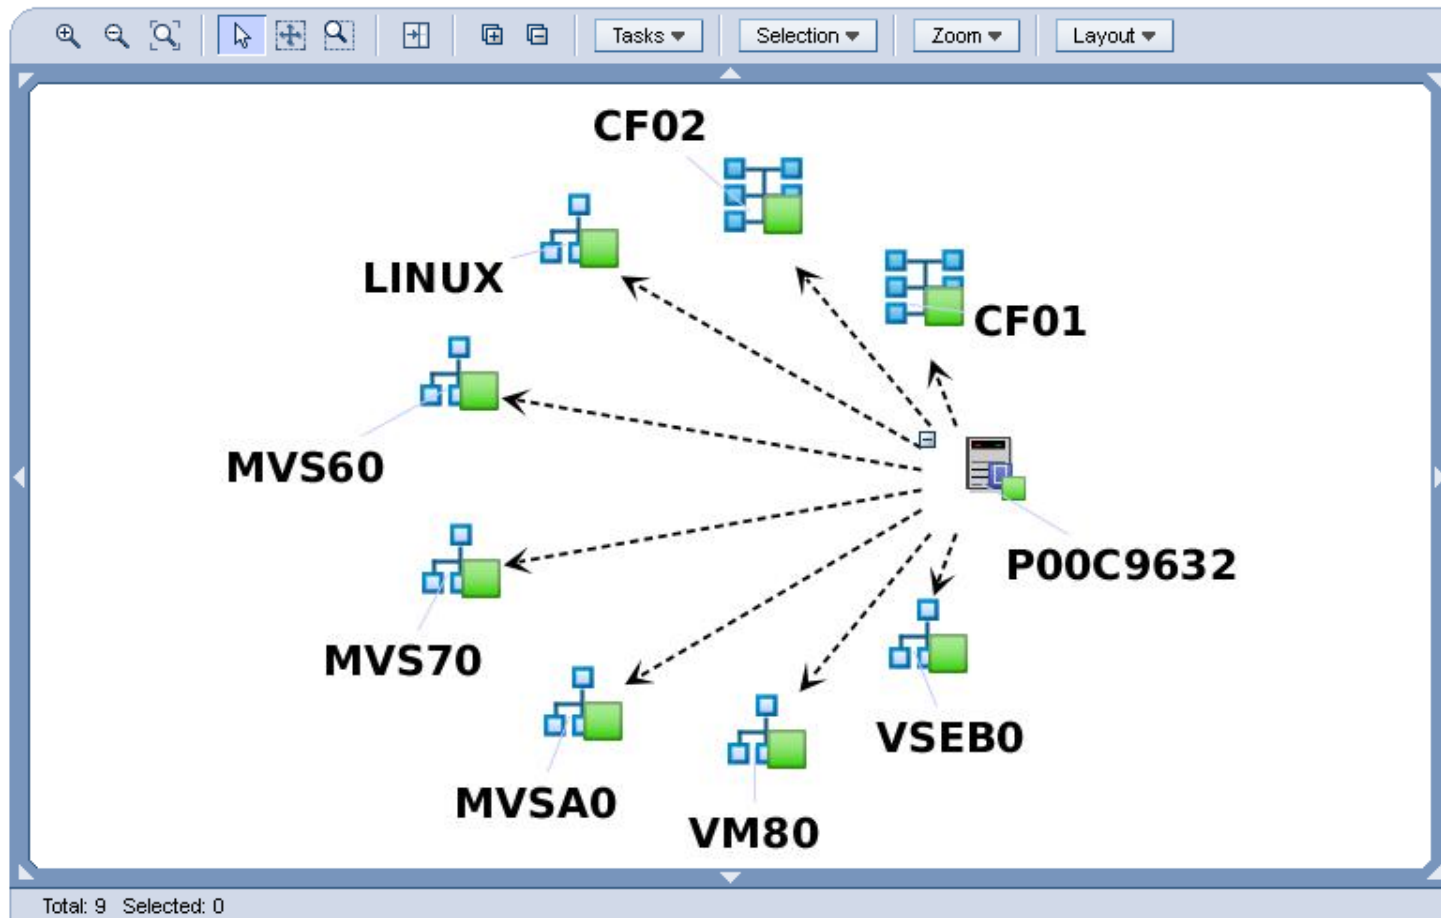 Tasks
Selection
Zoom
Layout
CF02
LINUX
CF01
MVS60
P00C9632
MVS70
VSEB0
MVSA0
VM80
Total: 9 Selected: 0